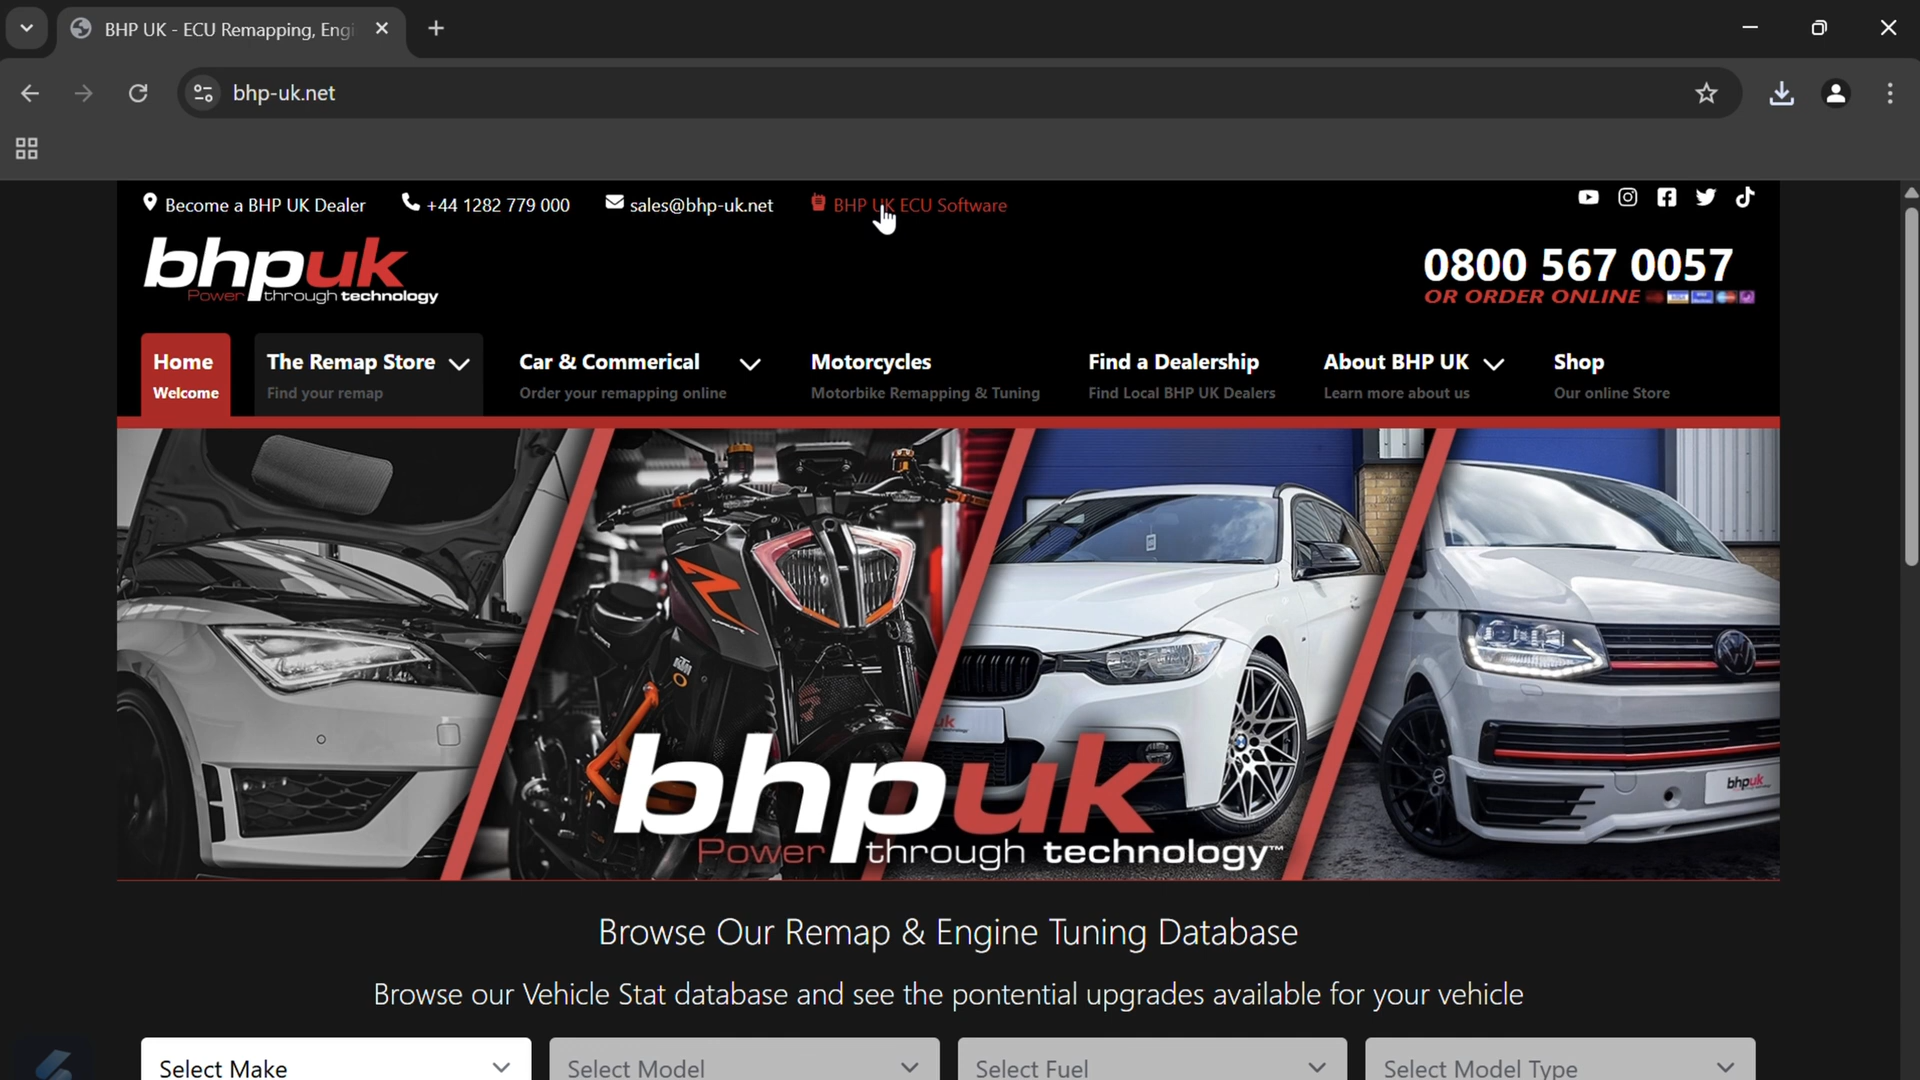 BHP UK - ECU Remapping, Engi
bhp-uk.net
Become a BHP UK Dealer
+44 1282 779 000
sales@bhp-uk.net
BHP UK ECU Software
bhpuk
Power through technology
0800 567 0057
OR ORDER ONLINE
Home
Welcome
The Remap Store
Find your remap
Car & Commerical
Order your remapping online
Motorcycles
Motorbike Remapping & Tuning
Find a Dealership
Find Local BHP UK Dealers
About BHP UK
Learn more about us
Shop
Our online Store
bhpuk
bhpuk
Power through technology™
Browse Our Remap & Engine Tuning Database
Browse our Vehicle Stat database and see the pontential upgrades available for your vehicle
Select Make
Select Model
Select Fuel
Select Model Type